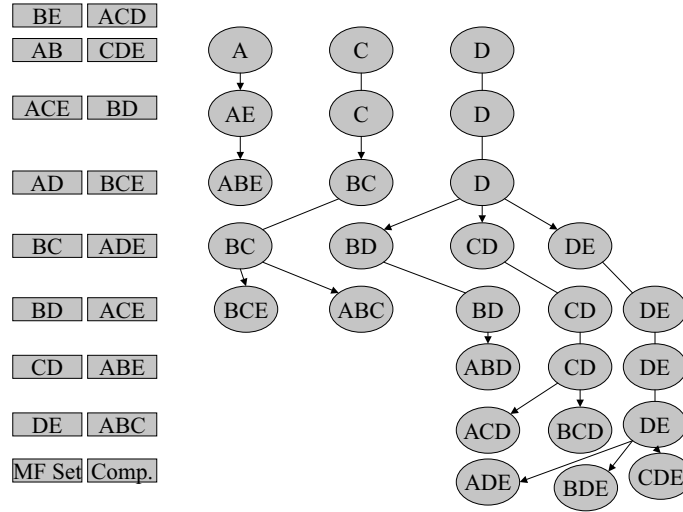 BE ACD
AB CDE A C D
ACE BD AE C D
AD BCE ABE BC D
BC ADE BC BD CD DE
BD ACE BCE ABC BD CD DE
CD ABE ABD CD DE
DE ABC ACD BCD DE
MF Set Comp. ADE BDE CDE